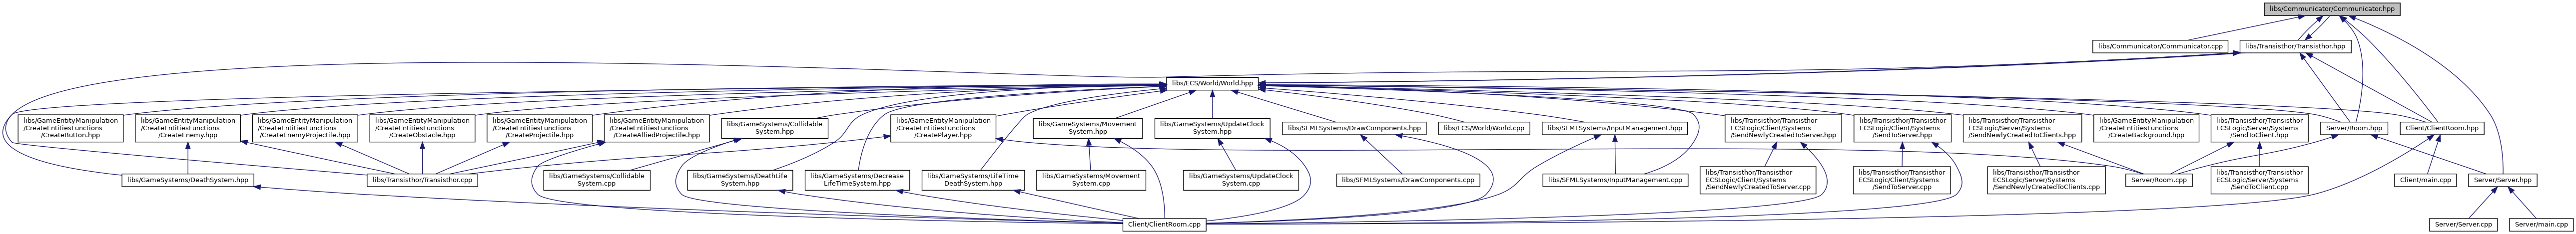 libs/Communicator/Communicator.hpp
libs/Communicator/Communicator.cpp
libs/Transisthor/Transisthor.hpp
libs/ECS/World/World.hpp
libs/GameEntityManipulation
/CreateEntitiesFunctions
/CreateButton.hpp
libs/GameEntityManipulation
/CreateEntitiesFunctions
/CreateEnemy.hpp
libs/GameEntityManipulation
/CreateEntitiesFunctions
/CreateEnemyProjectile.hpp
libs/GameEntityManipulation
/CreateEntitiesFunctions
/CreateObstacle.hpp
libs/GameEntityManipulation
/CreateEntitiesFunctions
/CreateProjectile.hpp
libs/GameEntityManipulation
/CreateEntitiesFunctions
/CreateAlliedProjectile.hpp
libs/GameSystems/Collidable
System.hpp
libs/GameEntityManipulation
/CreateEntitiesFunctions
/CreatePlayer.hpp
libs/GameSystems/Movement
System.hpp
libs/GameSystems/UpdateClock
System.hpp
libs/SFMLSystems/DrawComponents.hpp
libs/ECS/World/World.cpp
libs/SFMLSystems/InputManagement.hpp
libs/Transisthor/Transisthor
ECSLogic/Client/Systems
/SendNewlyCreatedToServer.hpp
libs/Transisthor/Transisthor
ECSLogic/Client/Systems
/SendToServer.hpp
libs/Transisthor/Transisthor
ECSLogic/Server/Systems
/SendNewlyCreatedToClients.hpp
libs/GameEntityManipulation
/CreateEntitiesFunctions
/CreateBackground.hpp
libs/Transisthor/Transisthor
ECSLogic/Server/Systems
/SendToClient.hpp
Server/Room.hpp
Client/ClientRoom.hpp
libs/GameSystems/DeathSystem.hpp
libs/Transisthor/Transisthor.cpp
libs/GameSystems/Collidable
System.cpp
libs/GameSystems/DeathLife
System.hpp
libs/GameSystems/Decrease
LifeTimeSystem.hpp
libs/GameSystems/LifeTime
DeathSystem.hpp
libs/GameSystems/Movement
System.cpp
libs/GameSystems/UpdateClock
System.cpp
libs/SFMLSystems/DrawComponents.cpp
libs/SFMLSystems/InputManagement.cpp
libs/Transisthor/Transisthor
ECSLogic/Client/Systems
/SendNewlyCreatedToServer.cpp
libs/Transisthor/Transisthor
ECSLogic/Client/Systems
/SendToServer.cpp
libs/Transisthor/Transisthor
ECSLogic/Server/Systems
/SendNewlyCreatedToClients.cpp
Server/Room.cpp
libs/Transisthor/Transisthor
ECSLogic/Server/Systems
/SendToClient.cpp
Client/main.cpp
Server/Server.hpp
Client/ClientRoom.cpp
Server/Server.cpp
Server/main.cpp